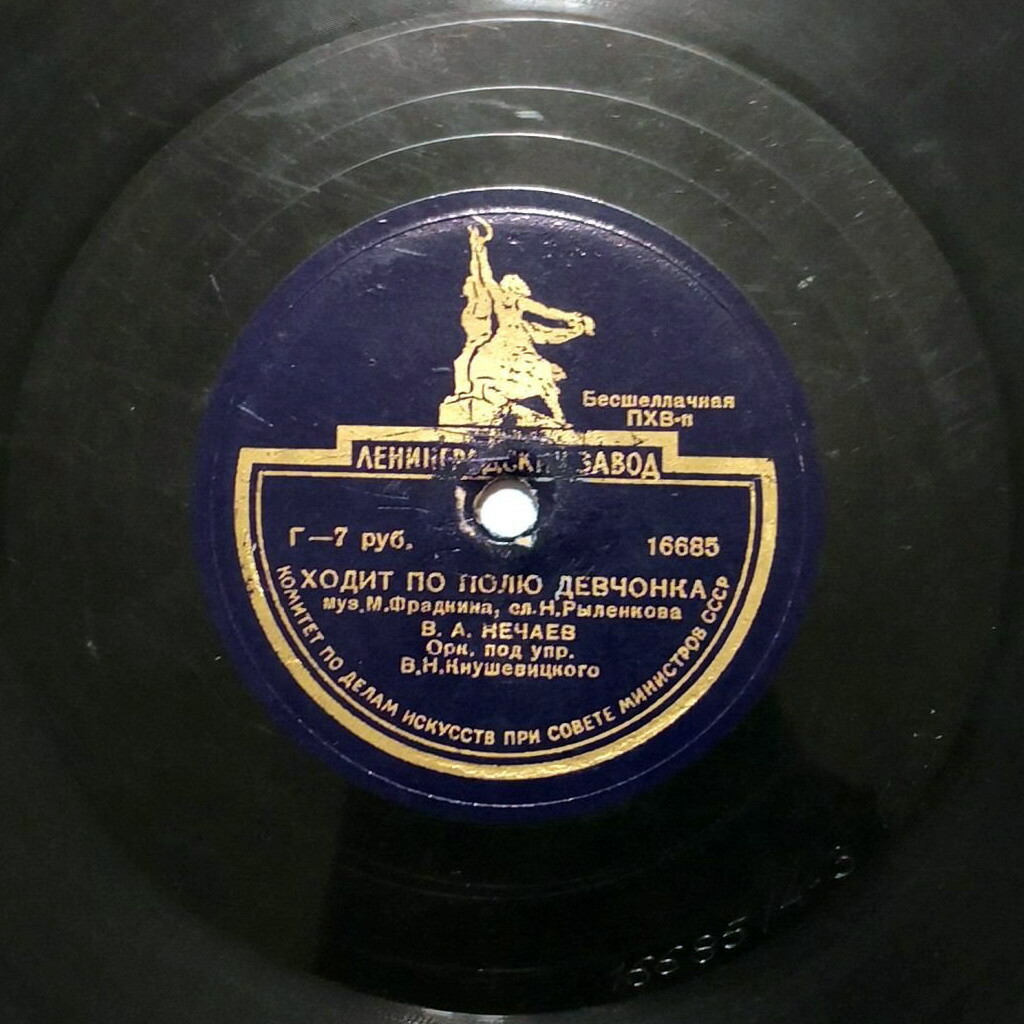 Бесшеллачная
ПХВ-п
ЛЕНИНГРАДСКИЙ ЗАВОД
Г—7 руб.
16685
ХОДИТ ПО ПОЛЮ ДЕВЧОНКА
муз. М. Фрадкина, сл. Н. Рыленкова
В. А. НЕЧАЕВ
Орк. под упр.
В. Н. Кнушевицкого
КОМИТЕТ ПО ДЕЛАМ ИСКУССТВ ПРИ СОВЕТЕ МИНИСТРОВ СССР